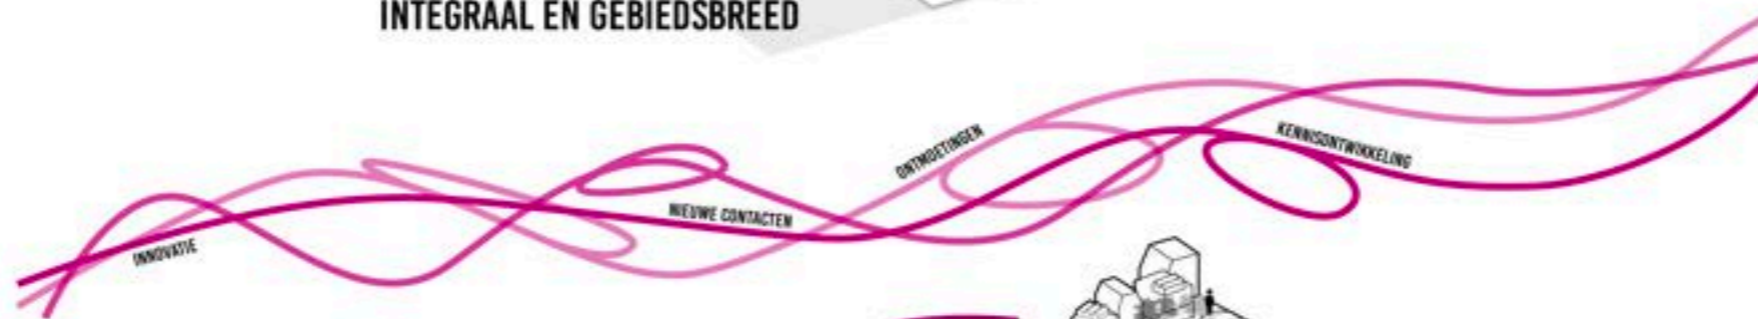 INTEGRAAL EN GEBIEDSBREED
ONTMOETINGEN
KENNISONTWIKKELING
NIEUWE CONTACTEN
INNOVATIE